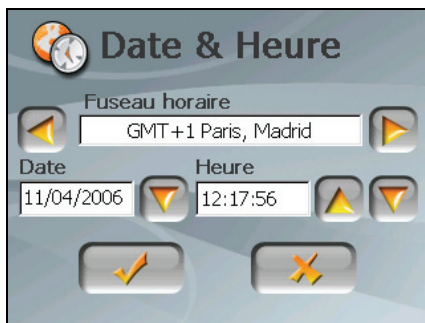 Date & Heure
Fuseau horaire
GMT+1 Paris, Madrid
Date Heure
11/04/2006 12:17:56